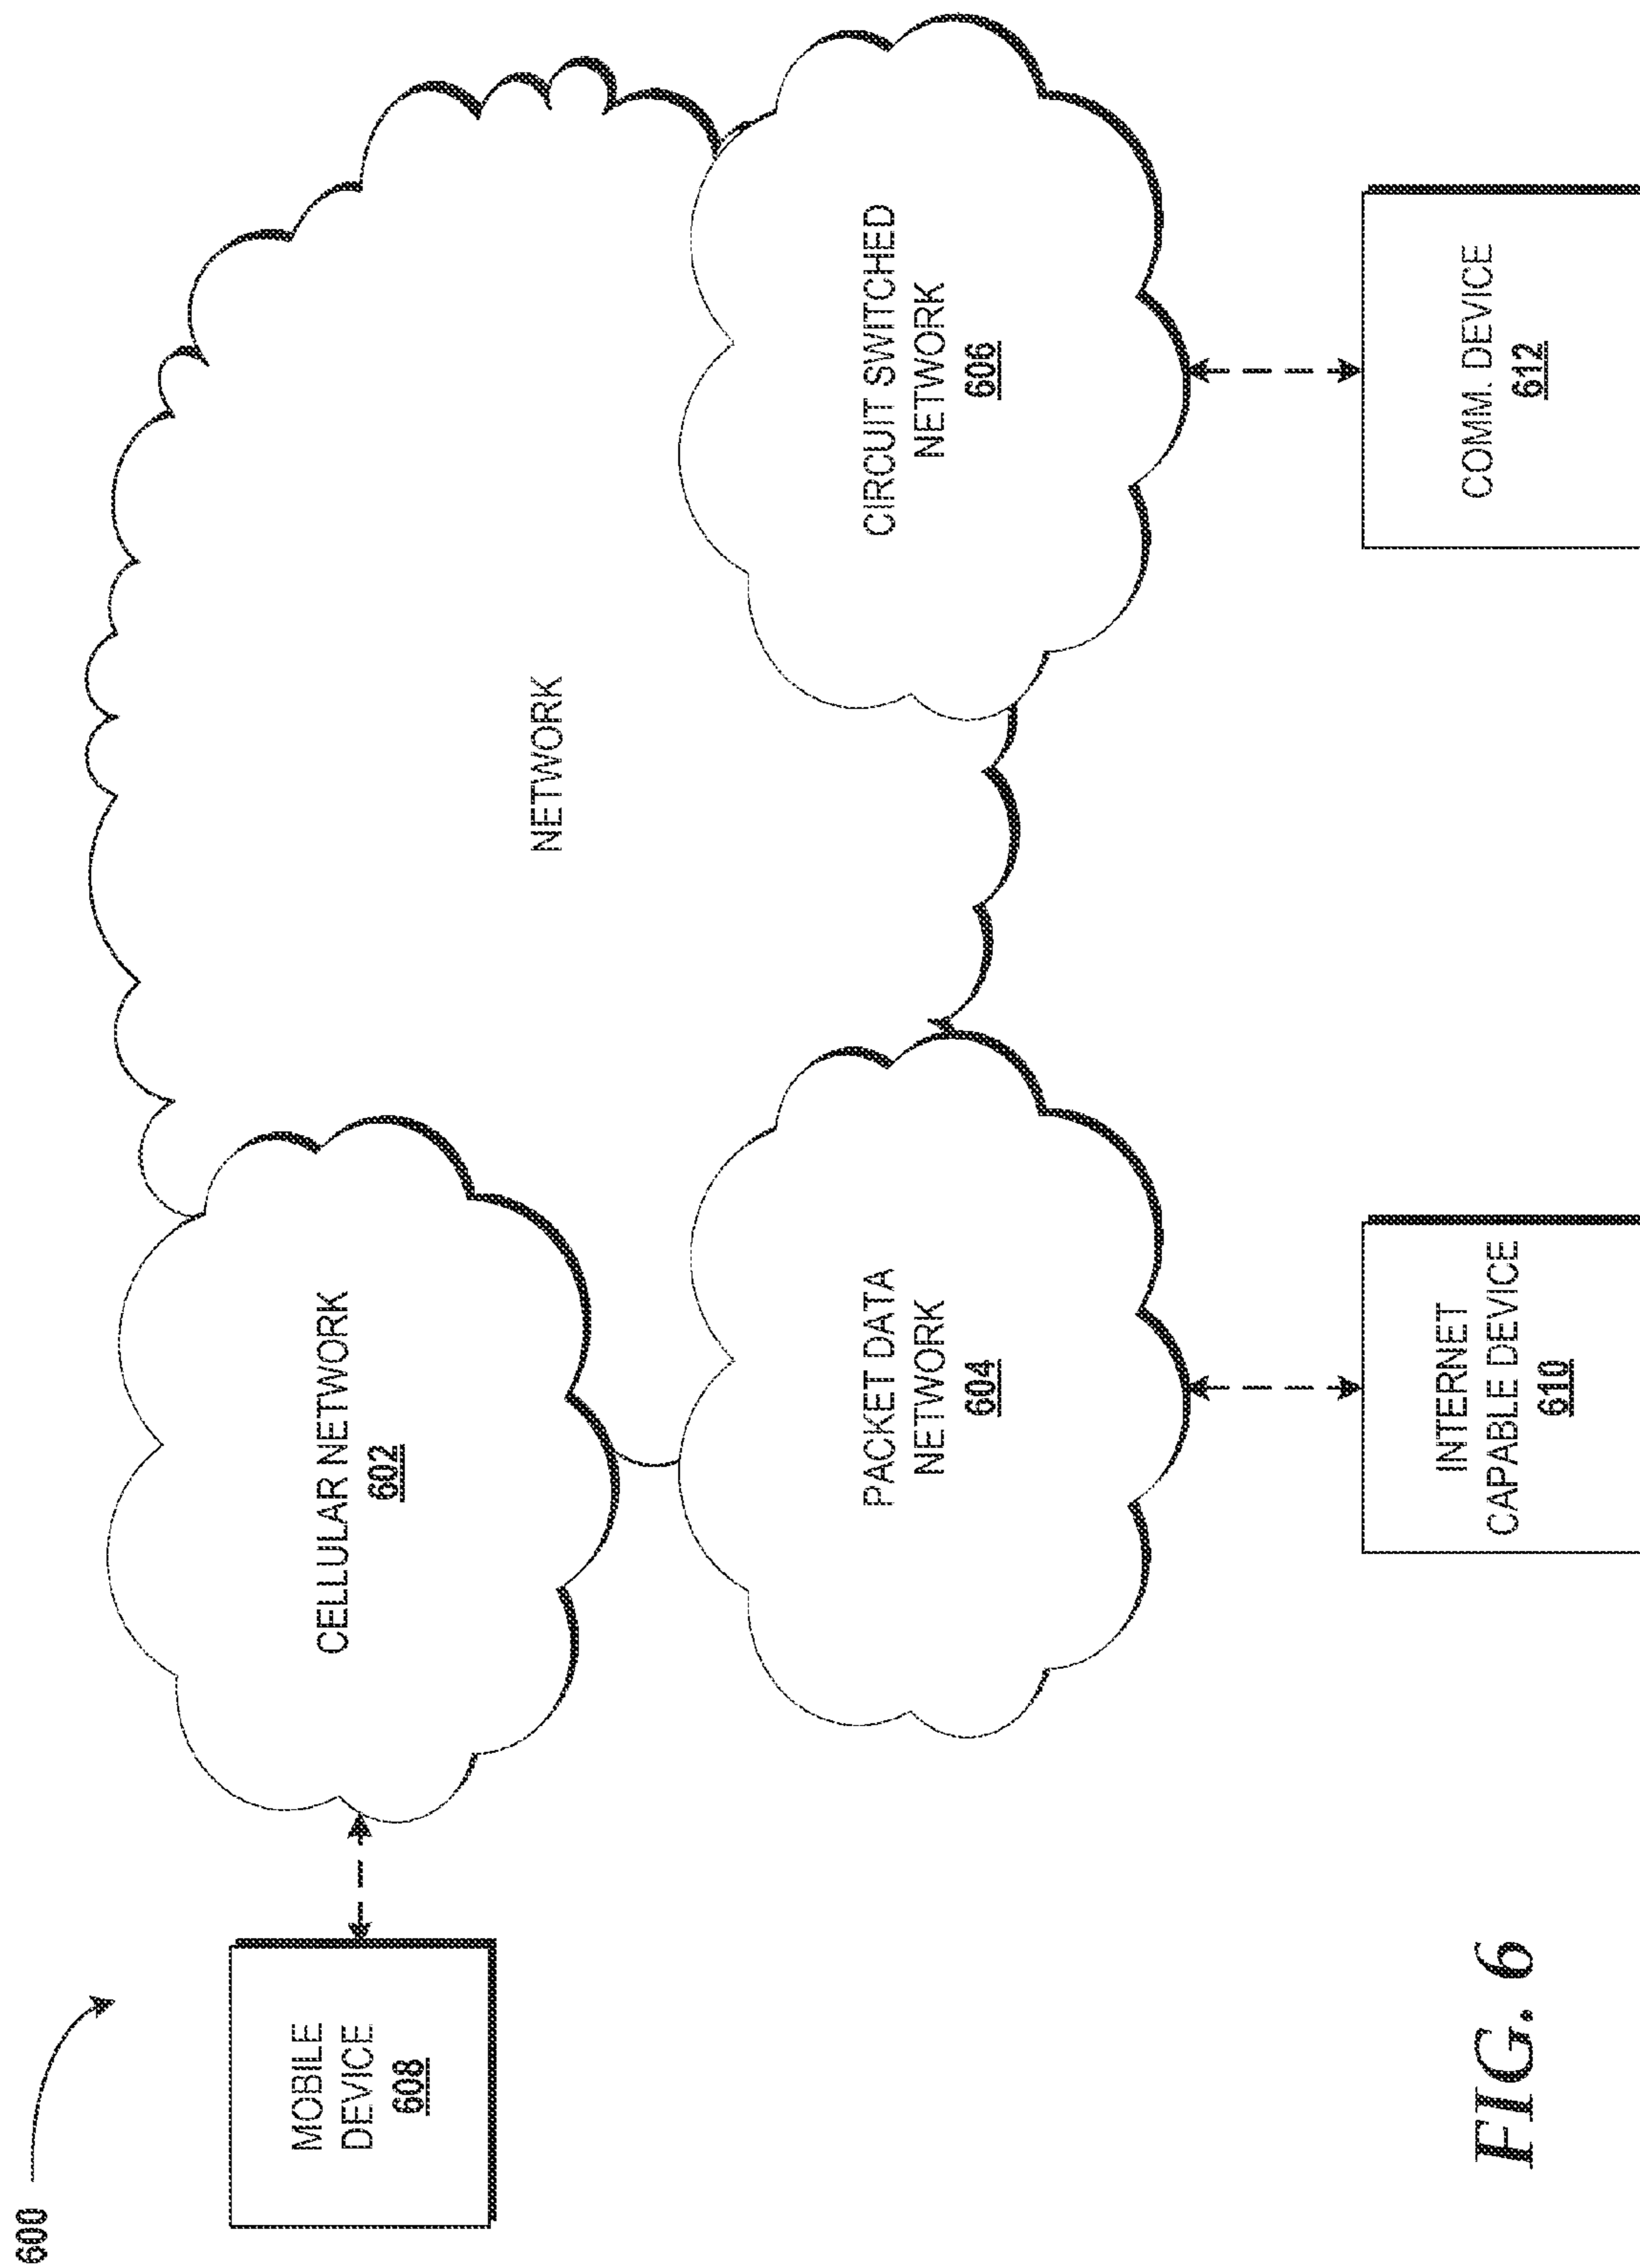 600
MOBILE
DEVICE
608
CELLULAR NETWORK
602
NETWORK
PACKET DATA
NETWORK
604
CIRCUIT SWITCHED
NETWORK
606
INTERNET
CAPABLE DEVICE
610
COMM. DEVICE
612
FIG. 6